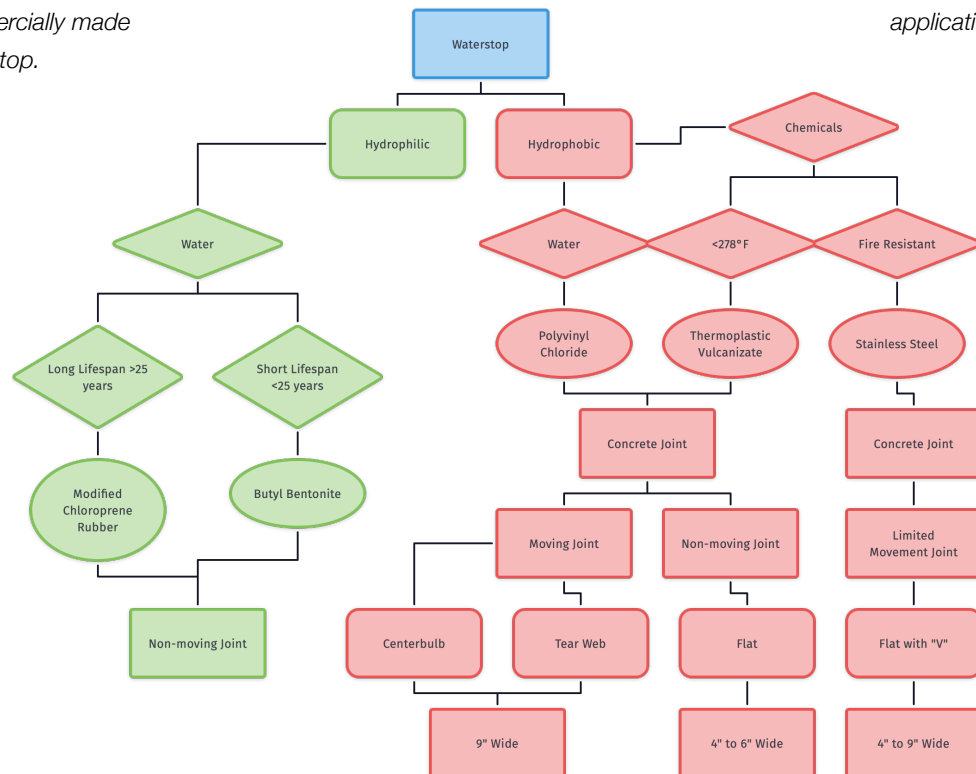 applicati
top.
Waterstop
Hydrophilic
Hydrophobic
Chemicals
Water
Water
<278°F
Fire Resistant
Long Lifespan >25
years
Short Lifespan
<25 years
Polyvinyl
Chloride
Thermoplastic
Vulcanizate
Stainless Steel
Concrete Joint
Concrete Joint
Modified
Chloroprene
Rubber
Butyl Bentonite
Moving Joint
Non-moving Joint
Limited
Movement Joint
Non-moving Joint
Centerbulb
Tear Web
Flat
Flat with "V"
9" Wide
4" to 6" Wide
4" to 9" Wide